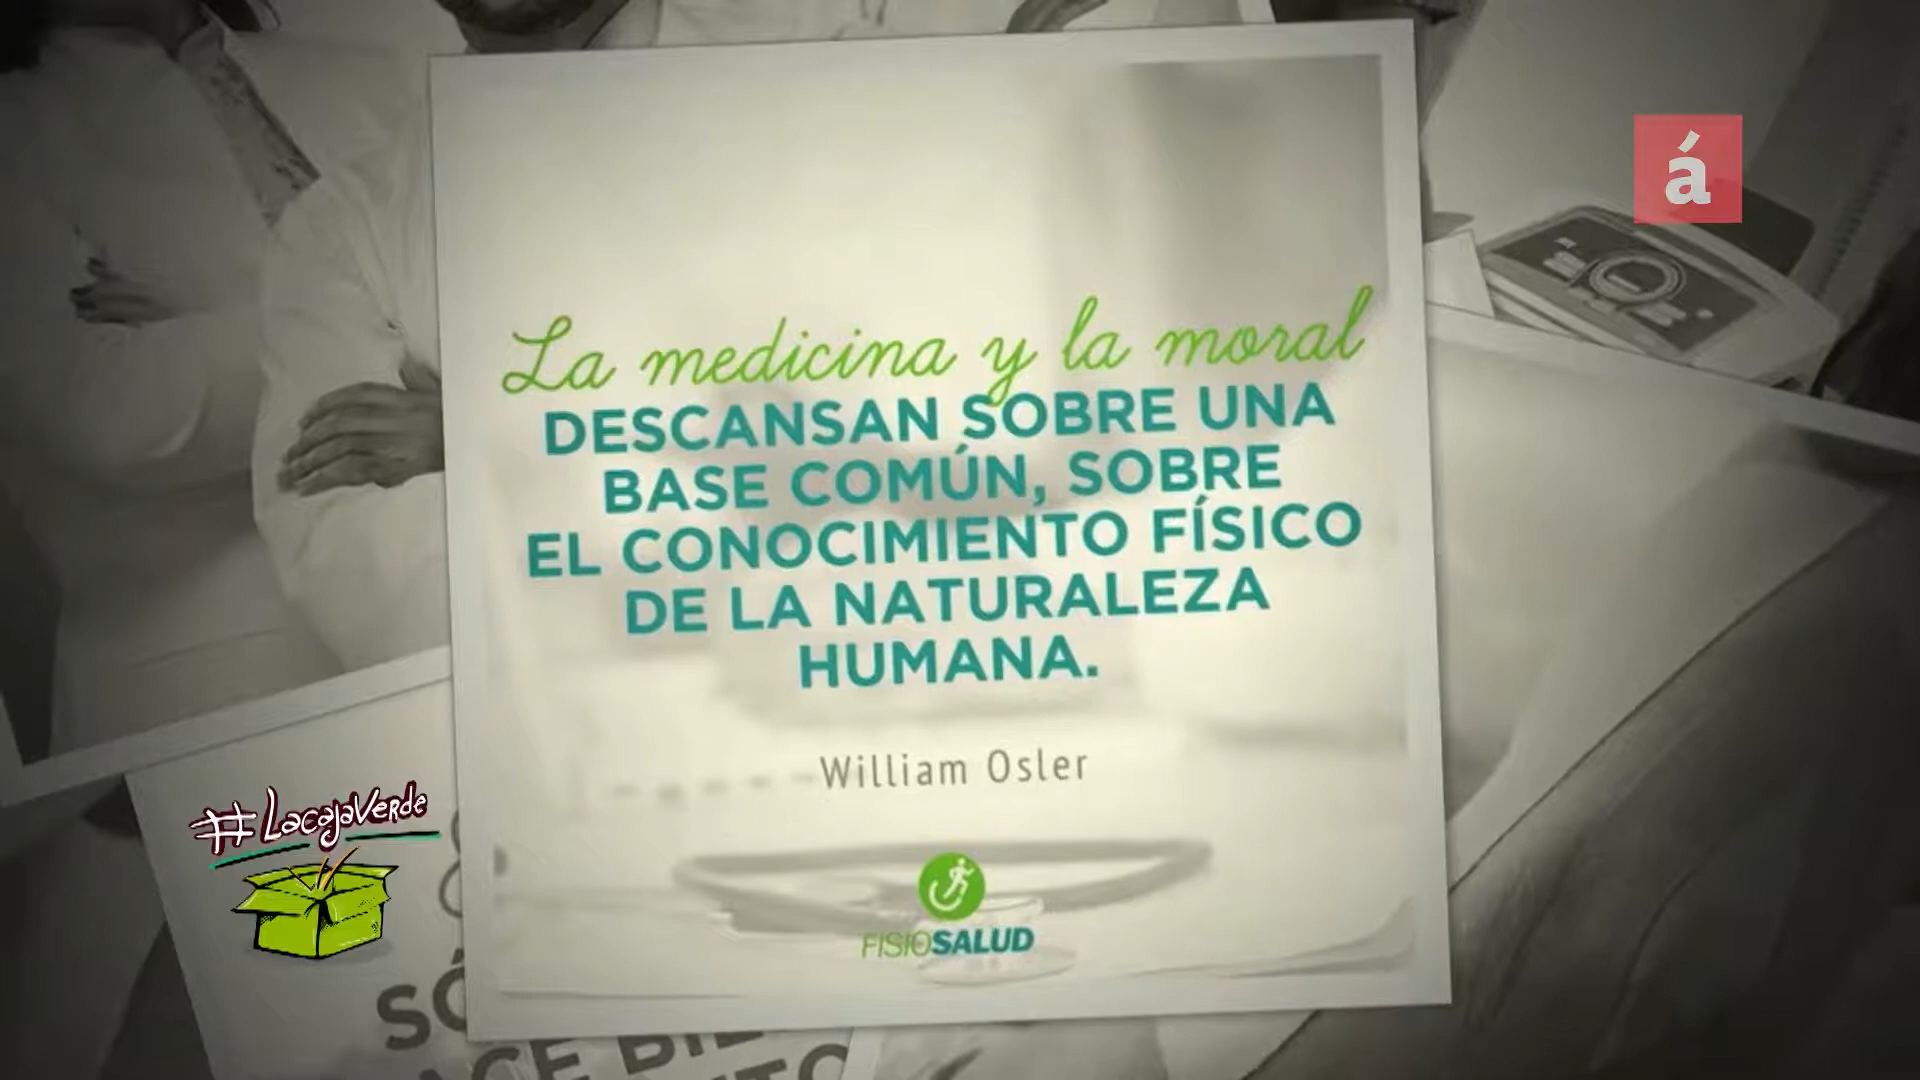 á
La medicina y la moral
DESCANSAN SOBRE UNA
BASE COMÚN, SOBRE
EL CONOCIMIENTO FÍSICO
DE LA NATURALEZA
HUMANA.
William Osler
FISIOSALUD
#LacajaVerde